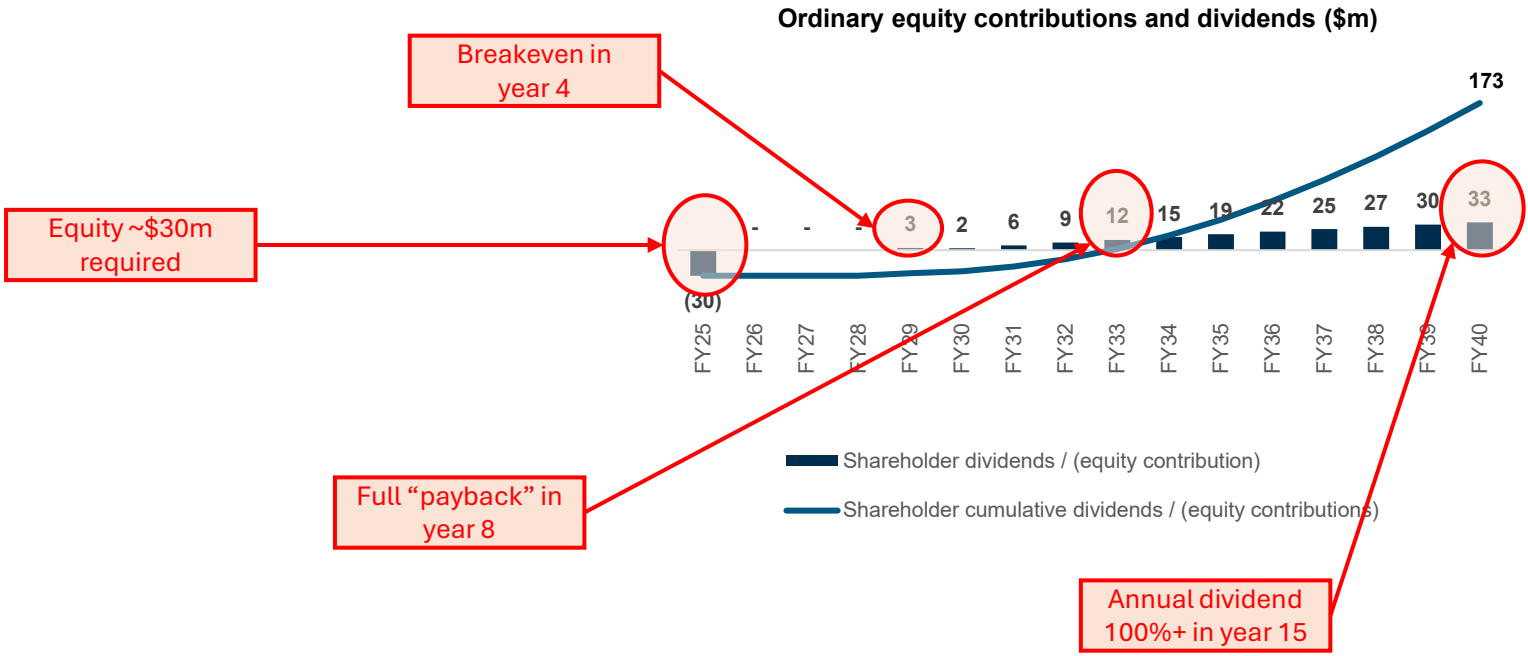 Ordinary equity contributions and dividends ($m)
Breakeven in
year 4
173
Equity ~$30m
required
- - - 3 2 6 9 12 15 19 22 25 27 30 33
(30)
FY25 FY26 FY27 FY28 FY29 FY30 FY31 FY32 FY33 FY34 FY35 FY36 FY37 FY38 FY39 FY40
Shareholder dividends / (equity contribution)
Shareholder cumulative dividends / (equity contributions)
Full “payback” in
year 8
Annual dividend
100%+ in year 15